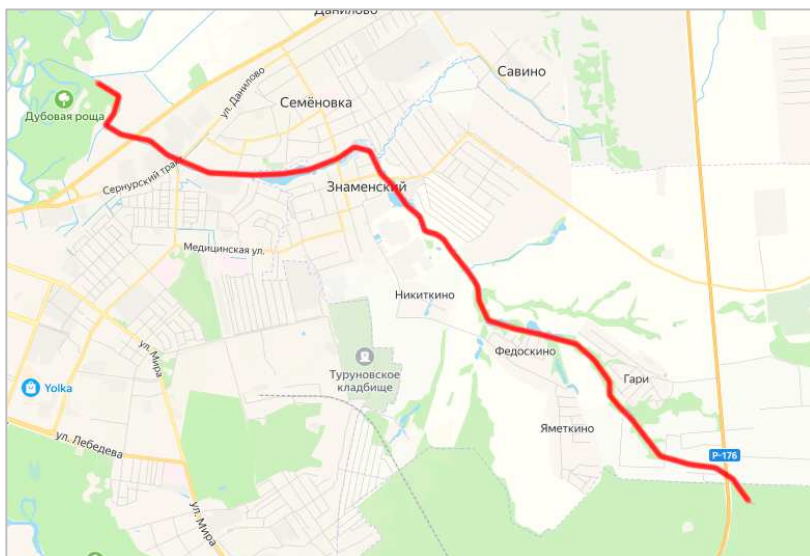 Данилово
Савино
Семёновка
Дубовая роща
ул. Данилово
Сернурский тракт
Знаменский
Медицинская ул.
Никиткино
Федоскино
Туруновское
кладбище
Гари
ул. Мира
Yolka
Яметкино
ул. Лебедева
Р-176
ул. Мира